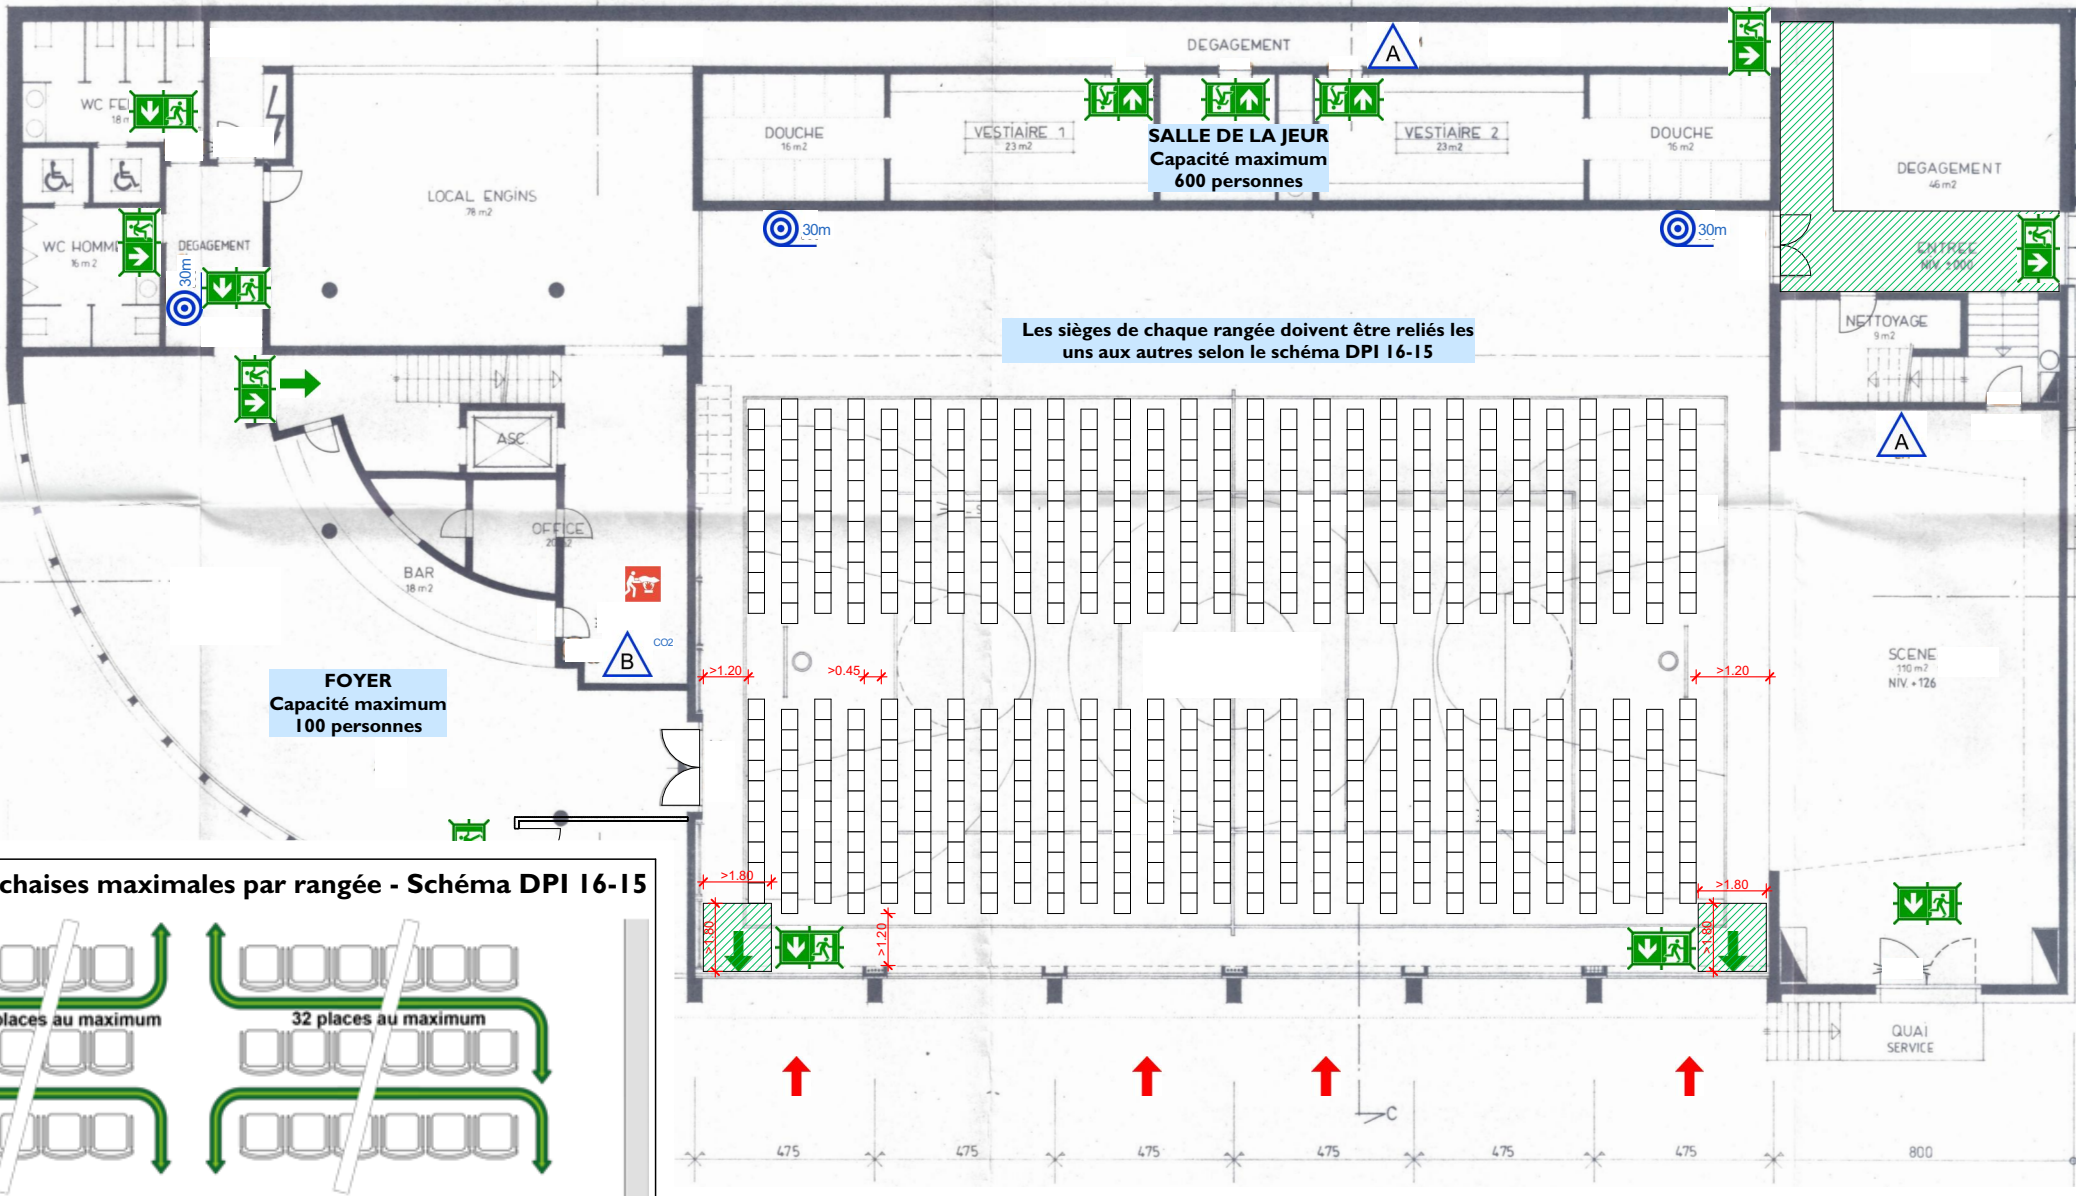 DEGAGEMENT
A
WC
18
DOUCHE
16 m2
VESTIAIRE 1
23 m2
SALLE DE LA JEUR
Capacité maximum
600 personnes
VESTIAIRE 2
23 m2
DOUCHE
16 m2
DEGAGEMENT
46 m2
LOCAL ENGINS
78 m2
WC HOMM
16 m2
DEGAGEMENT
30m
30m
30m
ENTREE
NIV. ±000
NETTOYAGE
9 m2
Les sièges de chaque rangée doivent être reliés les
uns aux autres selon le schéma DPI 16-15
ASC.
A
OFFICE
BAR
18 m2
CO2
B
FOYER
Capacité maximum
100 personnes
>1.20
>0.45
>1.20
SCENE
110 m2
NIV. +126
>1.80
>1.80
>1.20
>1.80
>1.80
chaises maximales par rangée - Schéma DPI 16-15
places au maximum
32 places au maximum
QUAI
SERVICE
C
475
475
475
475
475
475
800